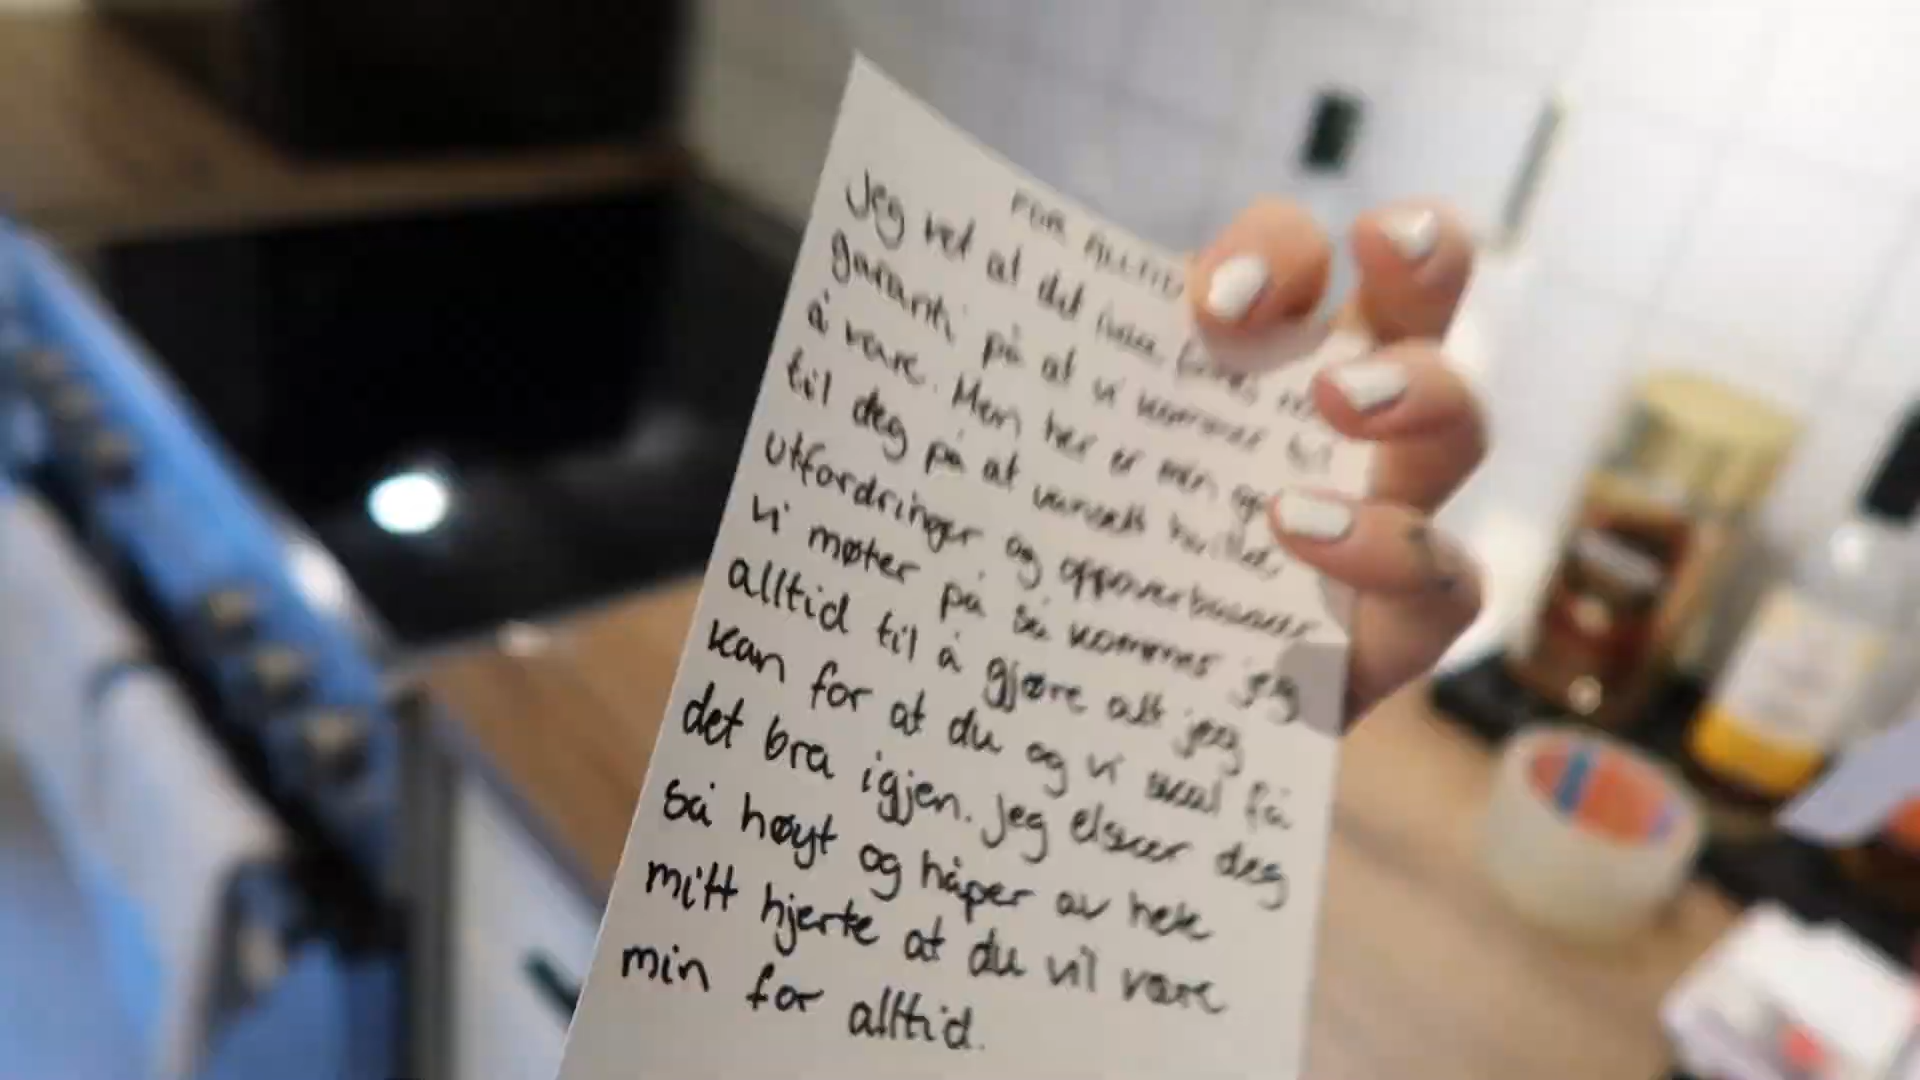 FOR ALLTID
Jeg vet at det
garanti på at vi kommer til
å vare. Men her er min
til deg på at uansett hvilke
utfordringer og oppoverbakker
vi møter på så kommer jeg
alltid til å gjøre alt jeg
kan for at du og vi skal få
det bra igjen. Jeg elsker deg
så høyt og håper av hele
mitt hjerte at du vil være
min for alltid.